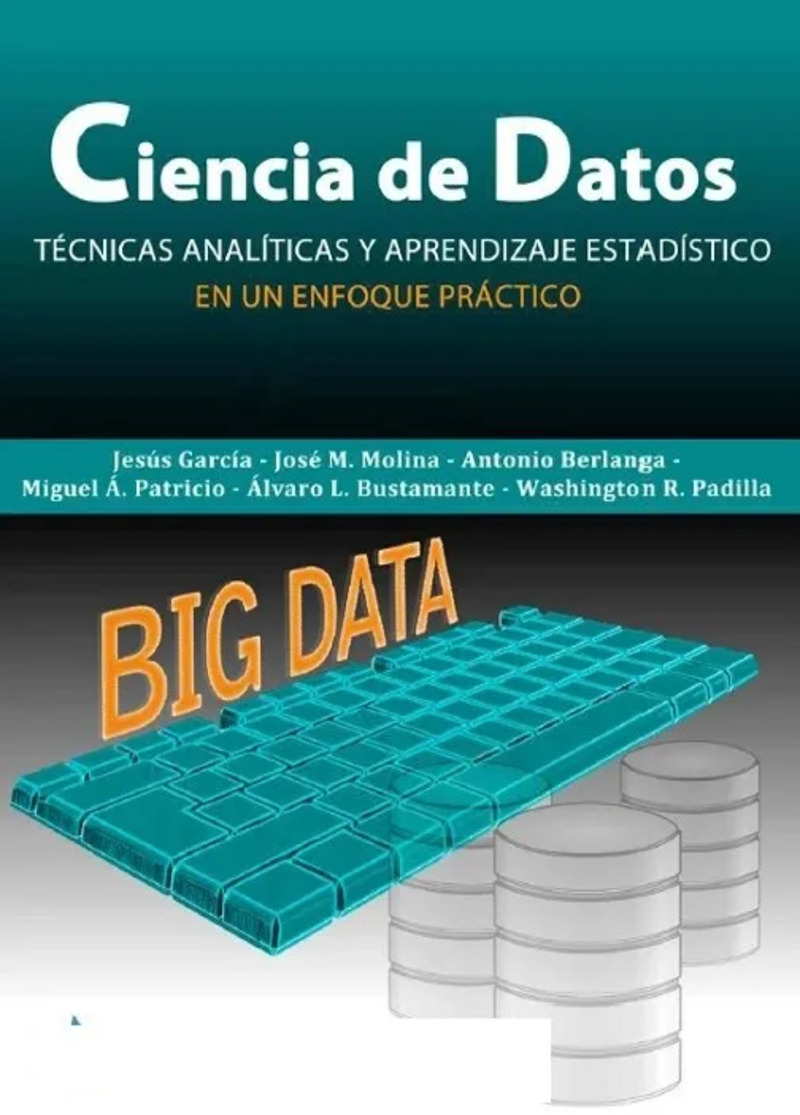 Ciencia de Datos
TÉCNICAS ANALÍTICAS Y APRENDIZAJE ESTADÍSTICO
EN UN ENFOQUE PRÁCTICO
Jesús García - José M. Molina - Antonio Berlanga -
Miguel Á. Patricio - Álvaro L. Bustamante - Washington R. Padilla
BIG DATA